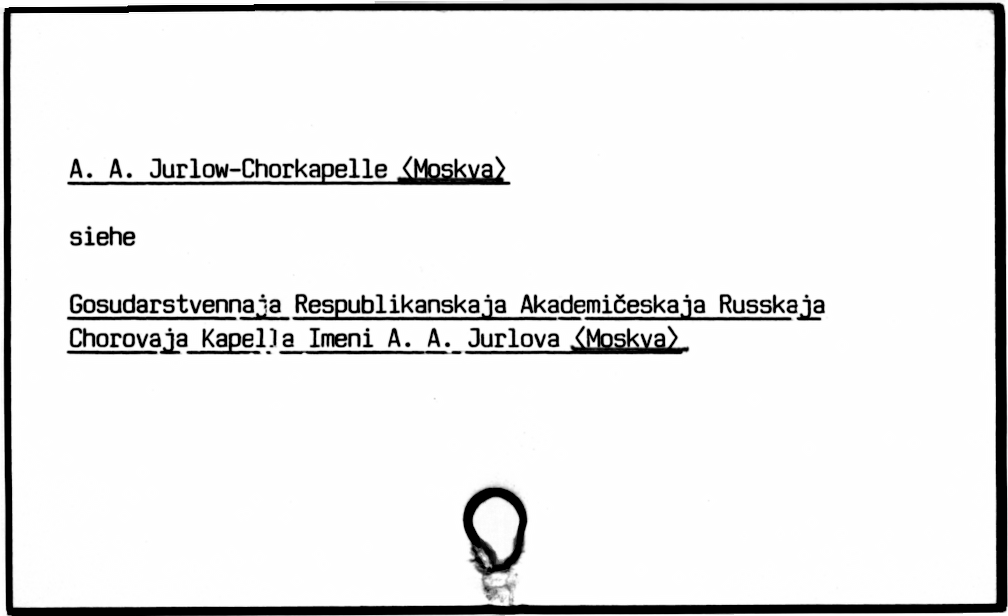 A. A. Jurlow-Chorkapelle <Moskva>
siehe
Gosudarstvennaja Respublikanskaja Akademičeskaja Russkaja
Chorovaja Kapella Imeni A. A. Jurlova <Moskva>